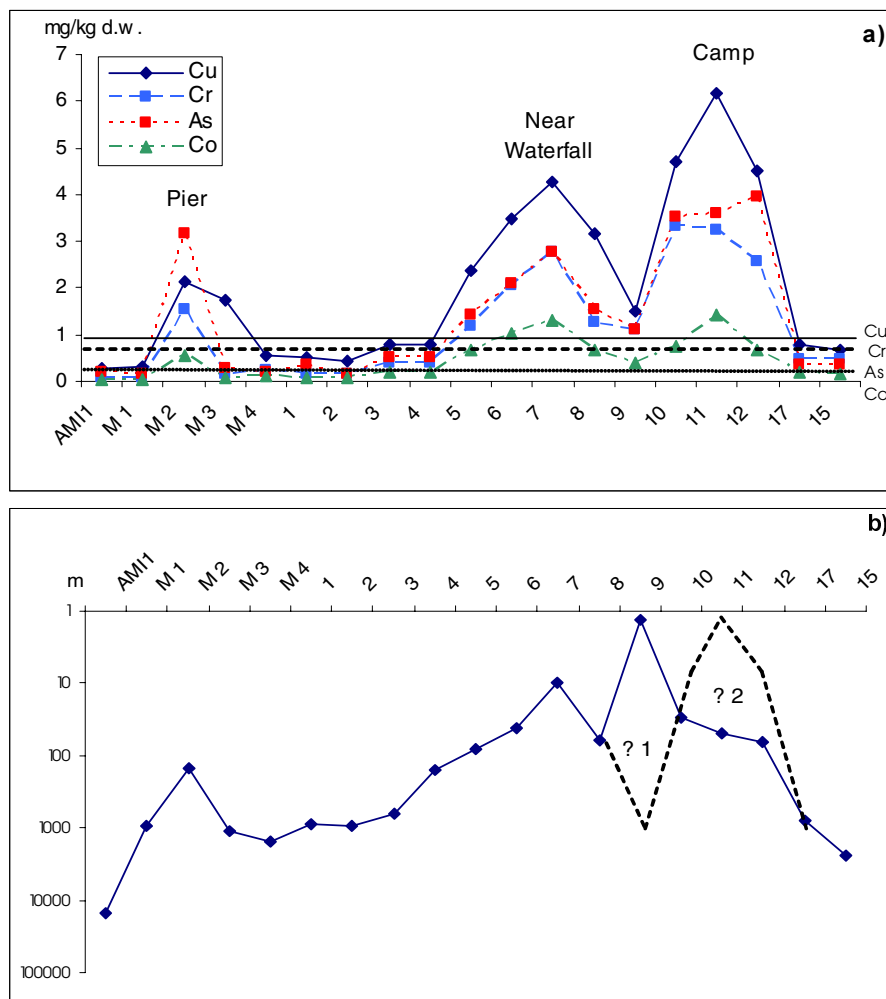 mg/kg d.w.
a)
7
6
5
4
3
2
1
0
Cu
Cr
As
Co
Pier
Near
Waterfall
Camp
Cu
Cr
As
Co
AMI1 M 1 M 2 M 3 M 4 1 2 3 4 5 6 7 8 9 10 11 12 17 15
b)
m AMI1 M 1 M 2 M 3 M 4 1 2 3 4 5 6 7 8 9 10 11 12 17 15
1
10
100
1000
10000
100000
? 1
? 2